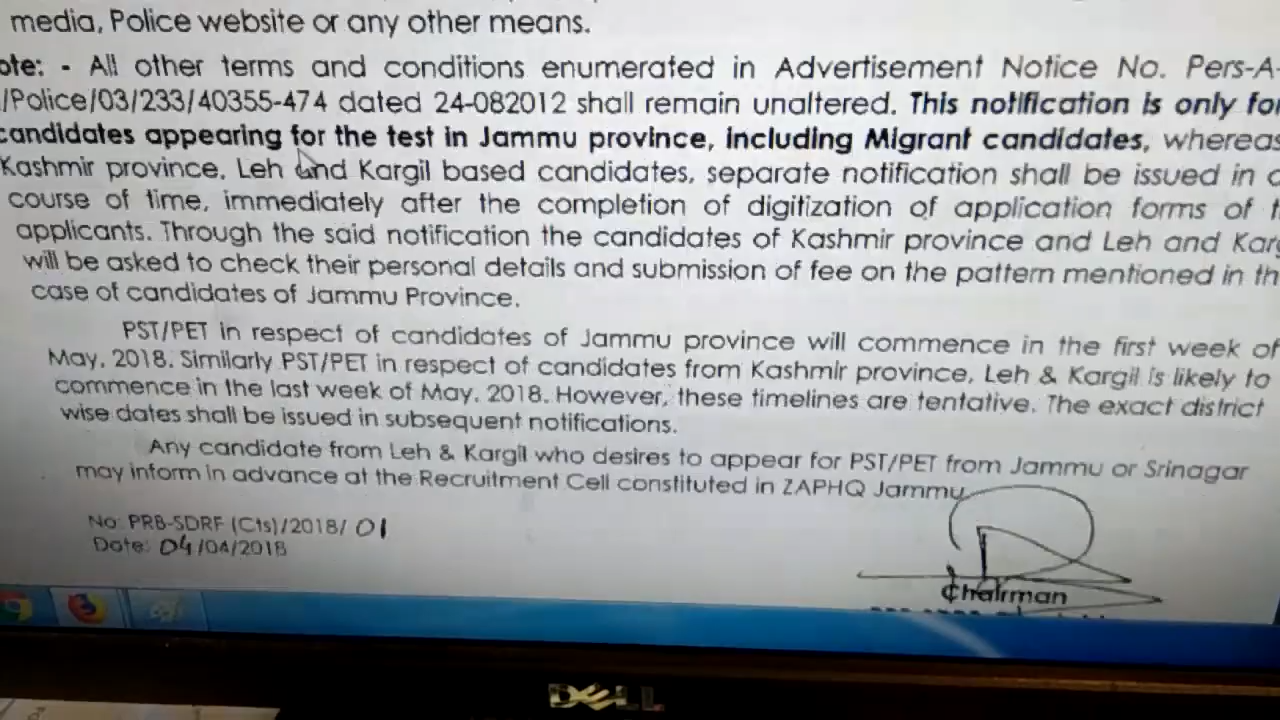 media, Police website or any other means.
ote: - All other terms and conditions enumerated in Advertisement Notice No. Pers-A-
/Police/03/233/40355-474 dated 24-082012 shall remain unaltered. This notification is only for
candidates appearing for the test in Jammu province, including Migrant candidates, whereas
Kashmir province, Leh and Kargil based candidates, separate notification shall be issued in
course of time, immediately after the completion of digitization of application forms of
applicants. Through the said notification the candidates of Kashmir province and Leh and Karg
will be asked to check their personal details and submission of fee on the pattern mentioned in th
case of candidates of Jammu Province.
PST/PET in respect of candidates of Jammu province will commence in the first week of
May, 2018. Similarly PST/PET in respect of candidates from Kashmir province, Leh & Kargil is likely to
commence in the last week of May, 2018. However, these timelines are tentative. The exact district
wise dates shall be issued in subsequent notifications.
Any candidate from Leh & Kargil who desires to appear for PST/PET from Jammu or Srinagar
may inform in advance at the Recruitment Cell constituted in ZAPHQ Jammu
No: PRB-SDRF (Cts)/2018/ 01
Date: 04/04/2018
Chairman
DELL